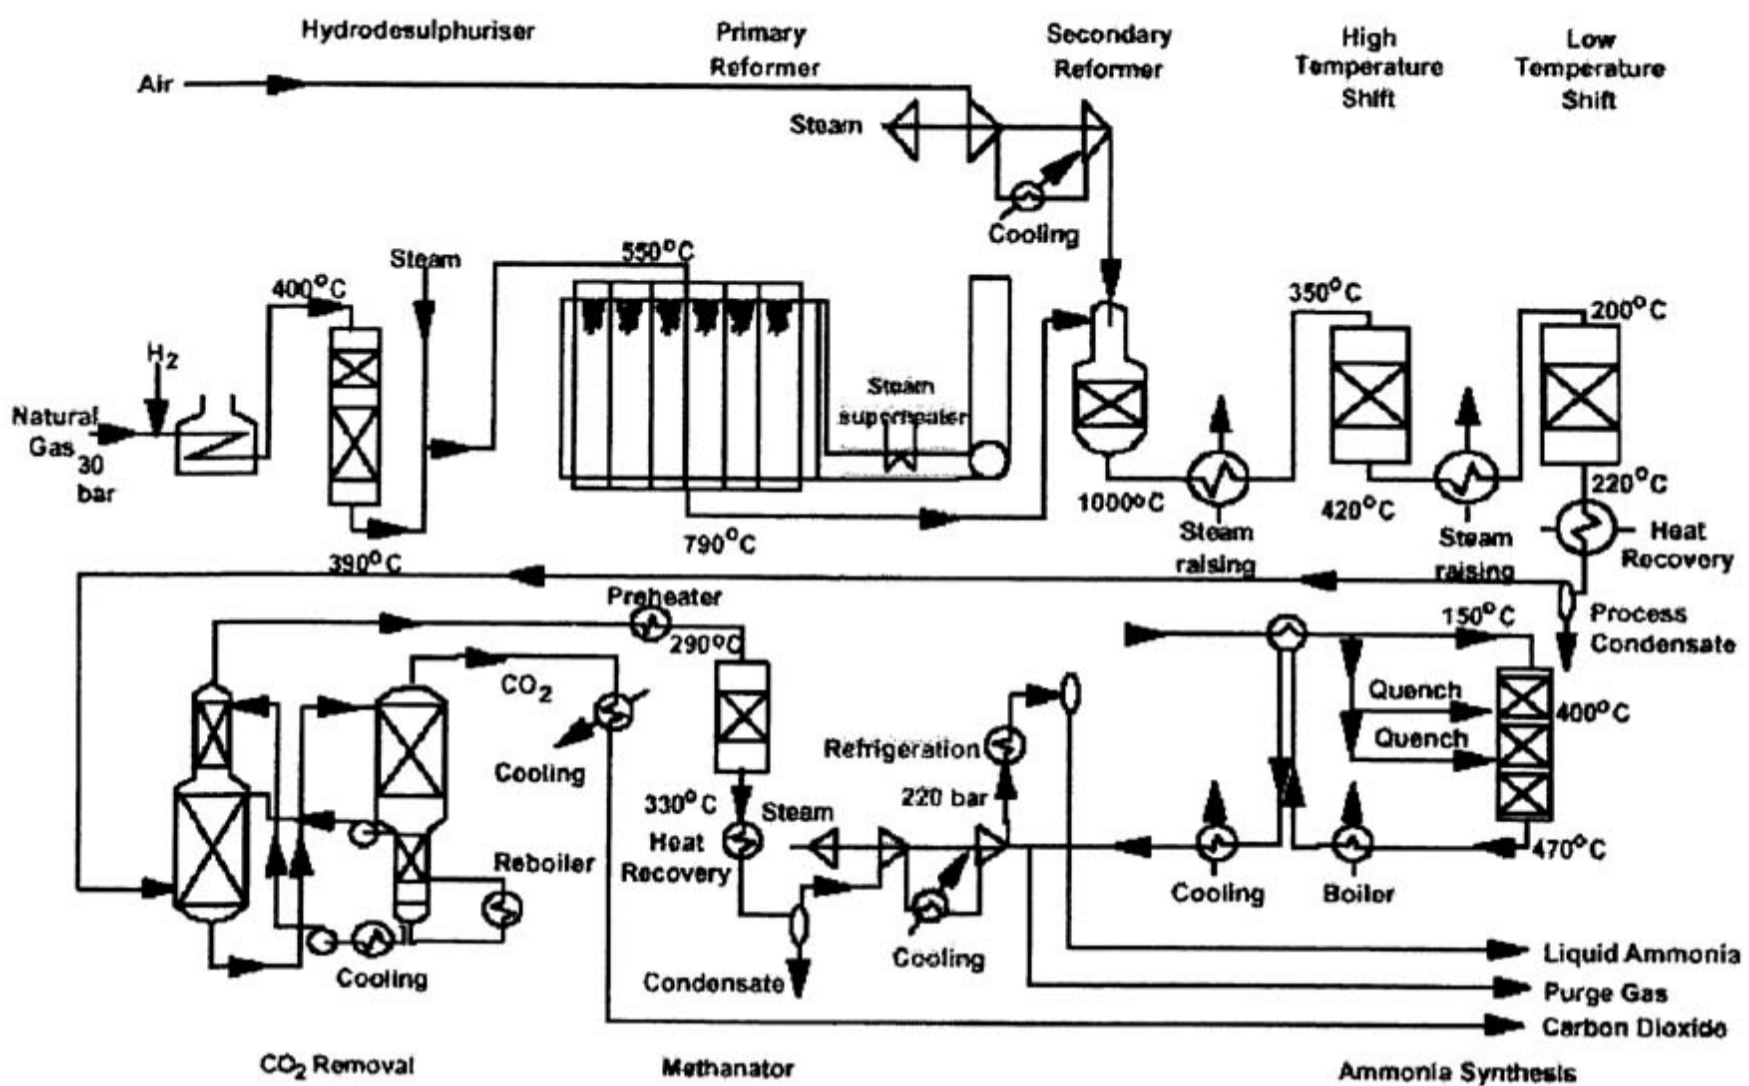 Hydrodesulphuriser
Primary
Reformer
Secondary
Reformer
High
Temperature
Shift
Low
Temperature
Shift
Air
Steam
Cooling
Steam
400°C
550°C
350°C
200°C
H2
Natural
Gas 30
bar
Steam
superheater
1000°C
Steam
raising
420°C
Steam
raising
220°C
Heat
Recovery
790°C
390°C
Preheater
290°C
150°C
Process
Condensate
CO2
Cooling
Quench
400°C
Quench
Refrigeration
220 bar
330°C
Steam
Heat
Recovery
Reboiler
Cooling
Boiler
470°C
Cooling
Cooling
Condensate
Liquid Ammonia
Purge Gas
Carbon Dioxide
CO2 Removal
Methanator
Ammonia Synthesis